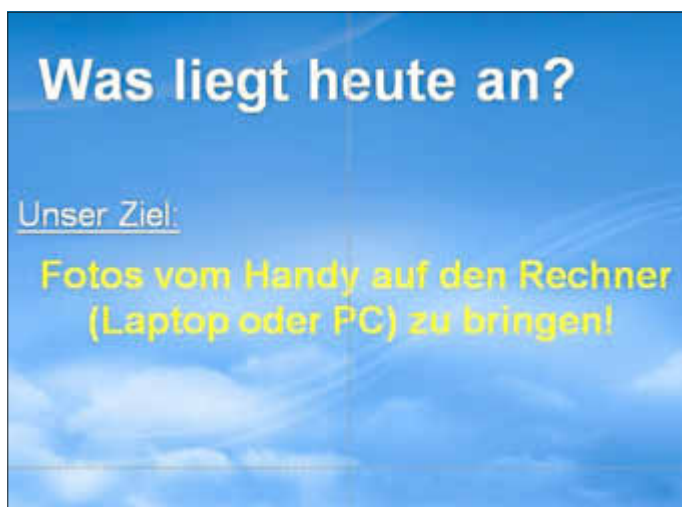 Was liegt heute an?
Unser Ziel:
Fotos vom Handy auf den Rechner
(Laptop oder PC) zu bringen!